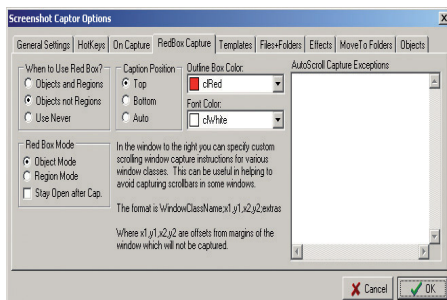 Screenshot Captor Options
General Settings HotKeys On Capture RedBox Capture Templates Files+Folders Effects MoveTo Folders Objects
When to Use Red Box?
Objects and Regions
Objects not Regions
Use Never
Caption Position
Top
Bottom
Auto
Outline Box Color:
clRed
Font Color:
clWhite
AutoScroll Capture Exceptions
Red Box Mode
Object Mode
Region Mode
Stay Open after Cap.
In the window to the right you can specify custom
scrolling window capture instructions for various
window classes. This can be useful in helping to
avoid capturing scrollbars in some windows.
The format is WindowClassName;x1,y1,x2,y2;extras
Where x1,y1,x2,y2 are offsets from margins of the
window which will not be captured.
Cancel
OK